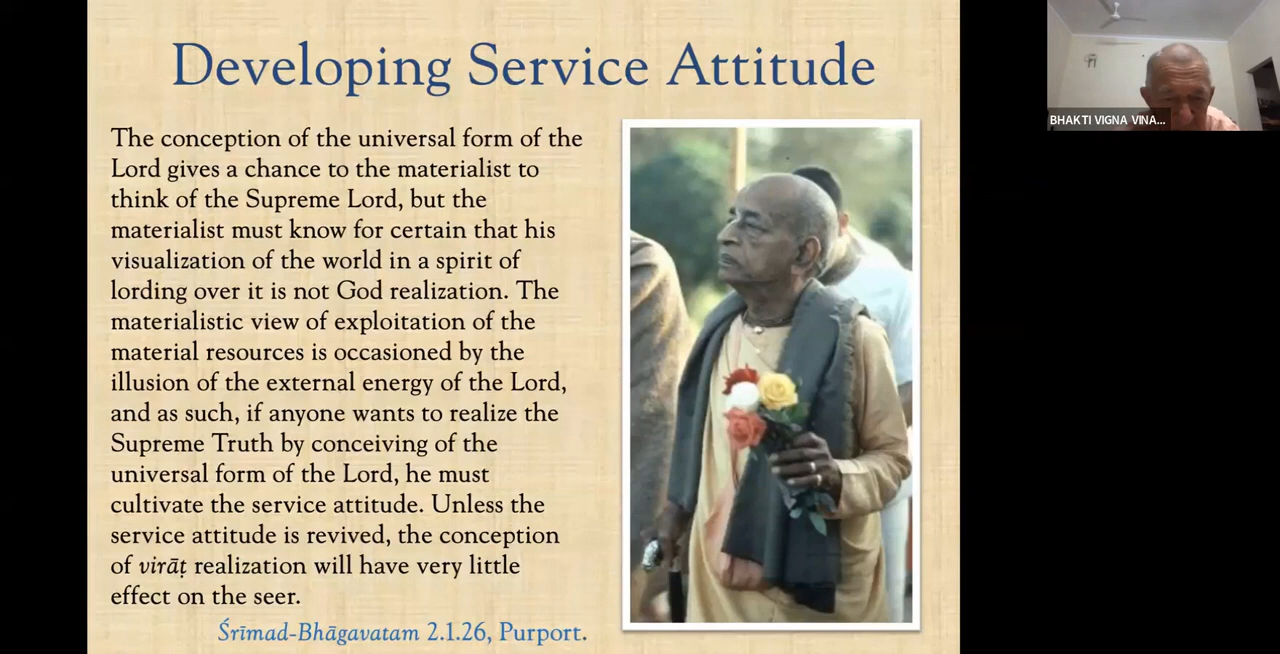 Developing Service Attitude
The conception of the universal form of the
Lord gives a chance to the materialist to
think of the Supreme Lord, but the
materialist must know for certain that his
visualization of the world in a spirit of
lording over it is not God realization. The
materialistic view of exploitation of the
material resources is occasioned by the
illusion of the external energy of the Lord,
and as such, if anyone wants to realize the
Supreme Truth by conceiving of the
universal form of the Lord, he must
cultivate the service attitude. Unless the
service attitude is revived, the conception
of virāṭ realization will have very little
effect on the seer.
Śrīmad-Bhāgavatam 2.1.26, Purport.
BHAKTI VIGNA VINA...